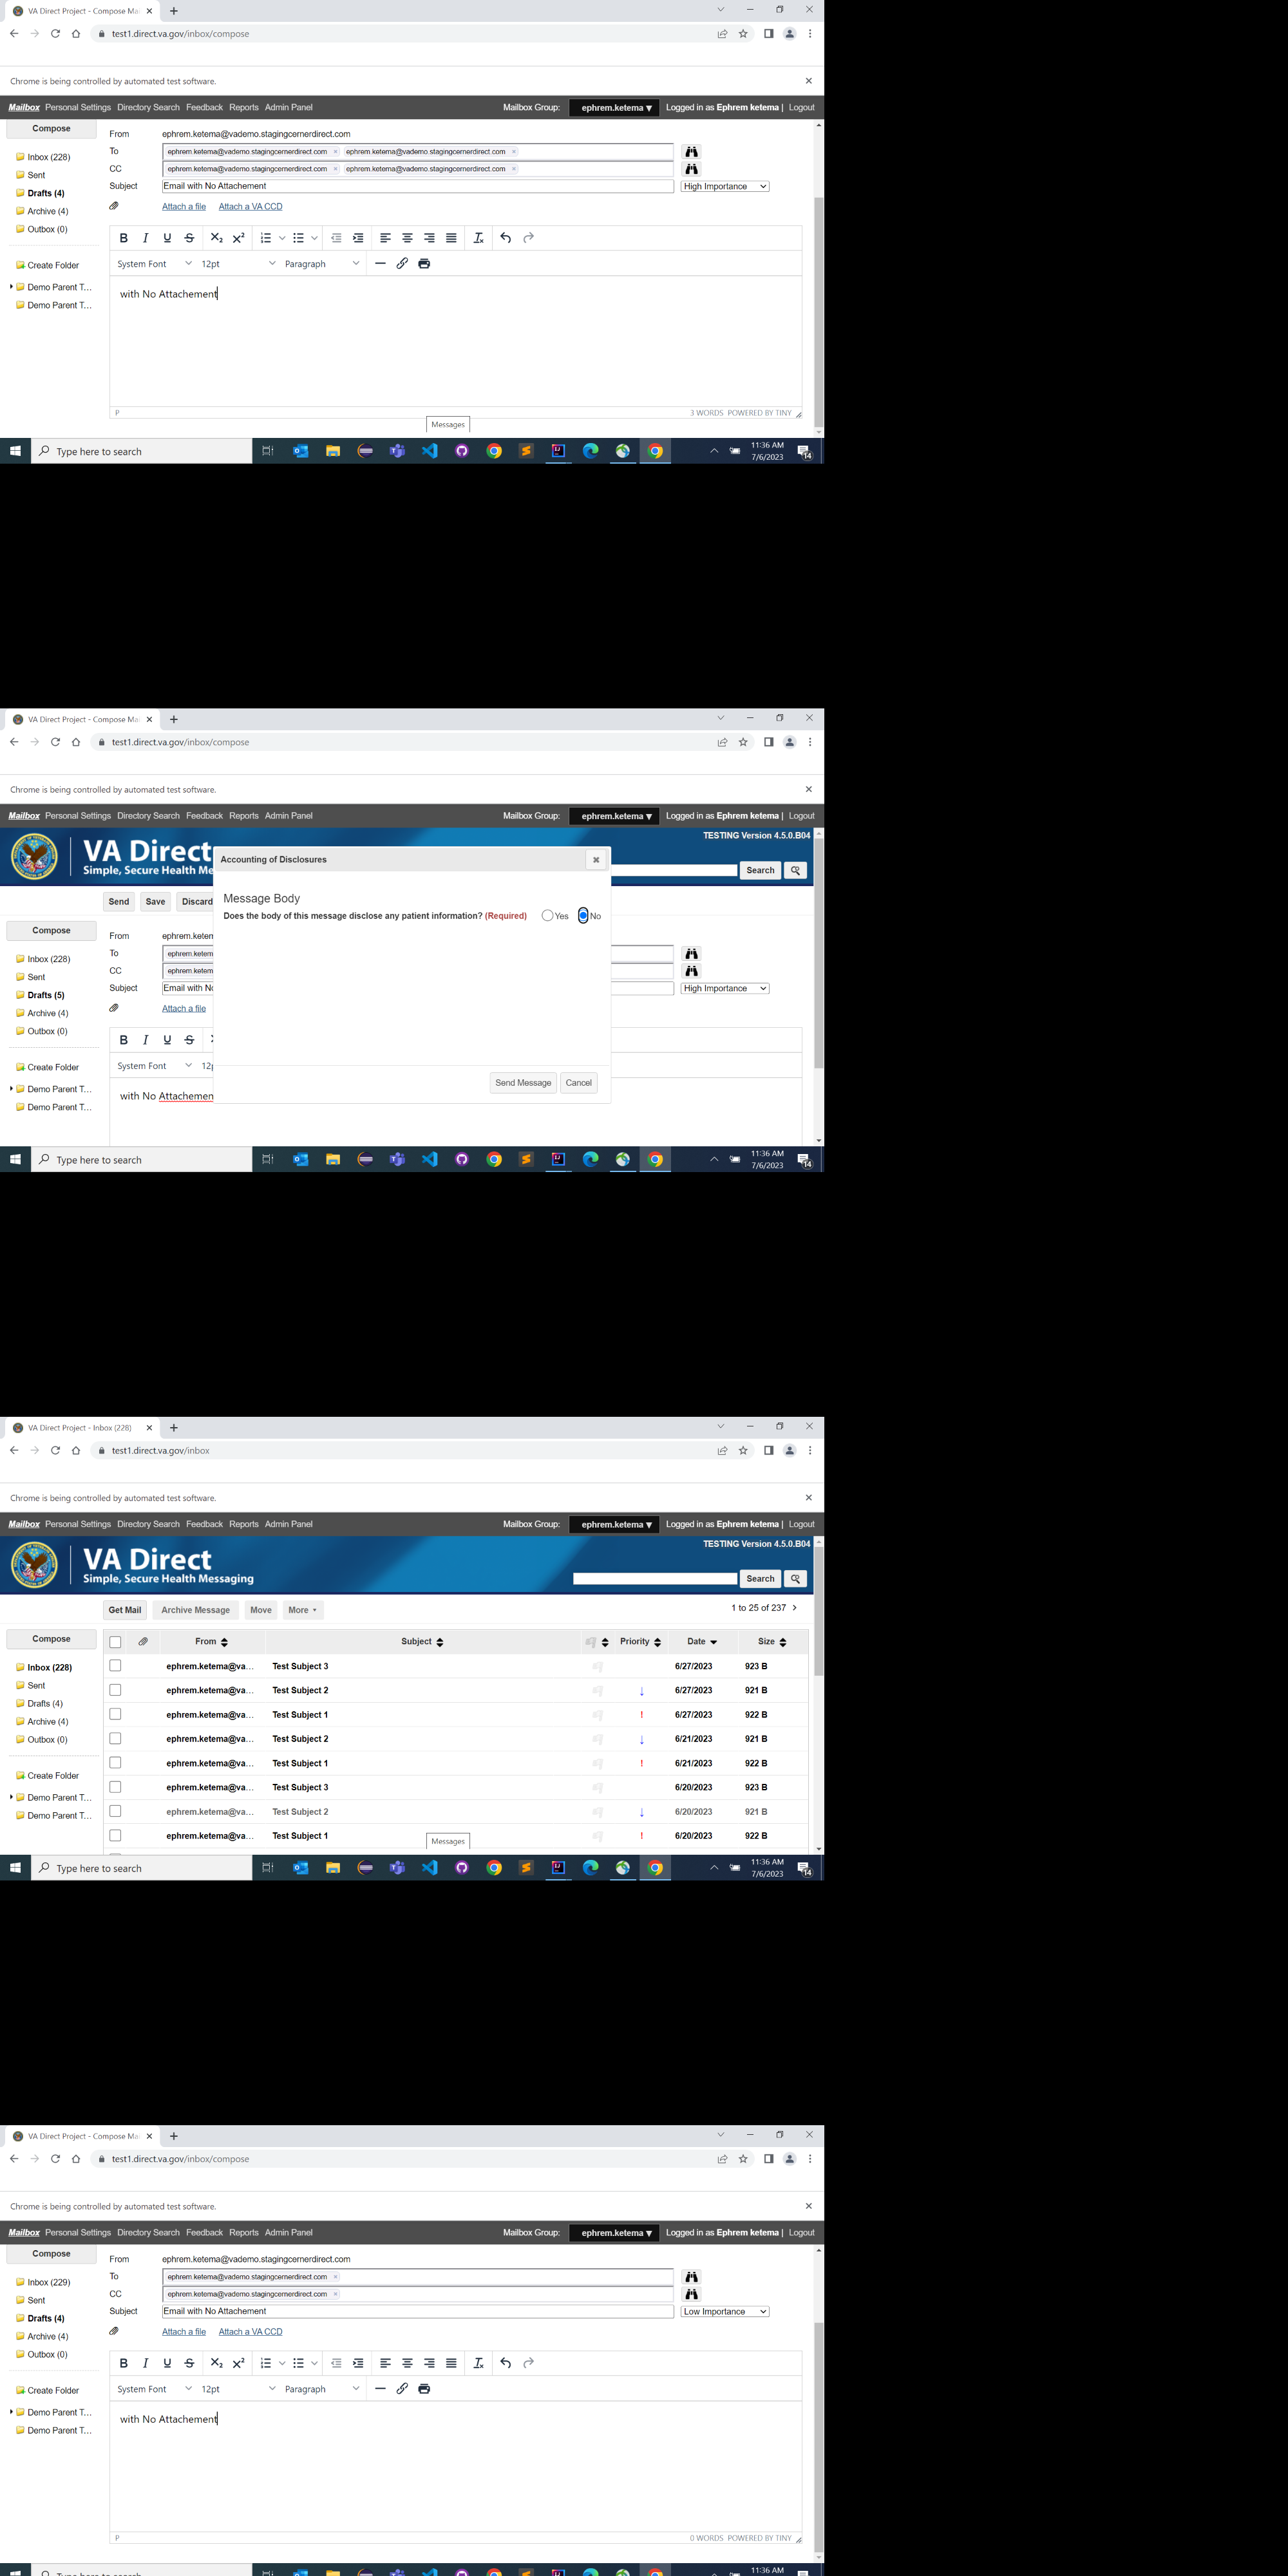 VA Direct Project - Compose Ma
test1.direct.va.gov/inbox/compose
Chrome is being controlled by automated test software.
Mailbox Personal Settings Directory Search Feedback Reports Admin Panel Mailbox Group: ephrem.ketema ▼ Logged in as Ephrem ketema | Logout
Compose
From ephrem.ketema@vademo.stagingcernerdirect.com
Inbox (228)
To ephrem.ketema@vademo.stagingcernerdirect.com × ephrem.ketema@vademo.stagingcernerdirect.com ×
Sent
CC ephrem.ketema@vademo.stagingcernerdirect.com × ephrem.ketema@vademo.stagingcernerdirect.com ×
Drafts (4)
Subject Email with No Attachement High Importance
Archive (4)
Attach a file Attach a VA CCD
Outbox (0)
B I U S X₂ X²
Create Folder
System Font 12pt Paragraph
Demo Parent T...
with No Attachement
Demo Parent T...
P 3 WORDS POWERED BY TINY
Messages
Type here to search
11:36 AM
7/6/2023
14
VA Direct Project - Compose Ma
test1.direct.va.gov/inbox/compose
Chrome is being controlled by automated test software.
Mailbox Personal Settings Directory Search Feedback Reports Admin Panel Mailbox Group: ephrem.ketema ▼ Logged in as Ephrem ketema | Logout
TESTING Version 4.5.0.B04
VA Direct
Simple, Secure Health Me
Search
Accounting of Disclosures
Message Body
Does the body of this message disclose any patient information? (Required) Yes No
Send Message Cancel
Send Save Discard
Compose
From ephrem.keter
Inbox (228)
To ephrem.ketem
Sent
CC ephrem.ketem
Drafts (5)
Subject Email with No High Importance
Archive (4)
Attach a file
Outbox (0)
B I U S
Create Folder
System Font 12p
Demo Parent T...
with No Attachemen
Demo Parent T...
Type here to search
11:36 AM
7/6/2023
14
VA Direct Project - Inbox (228)
test1.direct.va.gov/inbox
Chrome is being controlled by automated test software.
Mailbox Personal Settings Directory Search Feedback Reports Admin Panel Mailbox Group: ephrem.ketema ▼ Logged in as Ephrem ketema | Logout
TESTING Version 4.5.0.B04
VA Direct
Simple, Secure Health Messaging
Search
Get Mail Archive Message Move More 1 to 25 of 237 >
Compose
Inbox (228)
Sent
Drafts (4)
Archive (4)
Outbox (0)
Create Folder
Demo Parent T...
Demo Parent T...
From Subject Priority Date Size
ephrem.ketema@va... Test Subject 3 6/27/2023 923 B
ephrem.ketema@va... Test Subject 2 ↓ 6/27/2023 921 B
ephrem.ketema@va... Test Subject 1 ! 6/27/2023 922 B
ephrem.ketema@va... Test Subject 2 ↓ 6/21/2023 921 B
ephrem.ketema@va... Test Subject 1 ! 6/21/2023 922 B
ephrem.ketema@va... Test Subject 3 6/20/2023 923 B
ephrem.ketema@va... Test Subject 2 ↓ 6/20/2023 921 B
ephrem.ketema@va... Test Subject 1 ! 6/20/2023 922 B
Messages
Type here to search
11:36 AM
7/6/2023
14
VA Direct Project - Compose Ma
test1.direct.va.gov/inbox/compose
Chrome is being controlled by automated test software.
Mailbox Personal Settings Directory Search Feedback Reports Admin Panel Mailbox Group: ephrem.ketema ▼ Logged in as Ephrem ketema | Logout
Compose
From ephrem.ketema@vademo.stagingcernerdirect.com
Inbox (229)
To ephrem.ketema@vademo.stagingcernerdirect.com ×
Sent
CC ephrem.ketema@vademo.stagingcernerdirect.com ×
Drafts (4)
Subject Email with No Attachement Low Importance
Archive (4)
Attach a file Attach a VA CCD
Outbox (0)
B I U S X₂ X²
Create Folder
System Font 12pt Paragraph
Demo Parent T...
with No Attachement
Demo Parent T...
P 0 WORDS POWERED BY TINY
11:36 AM